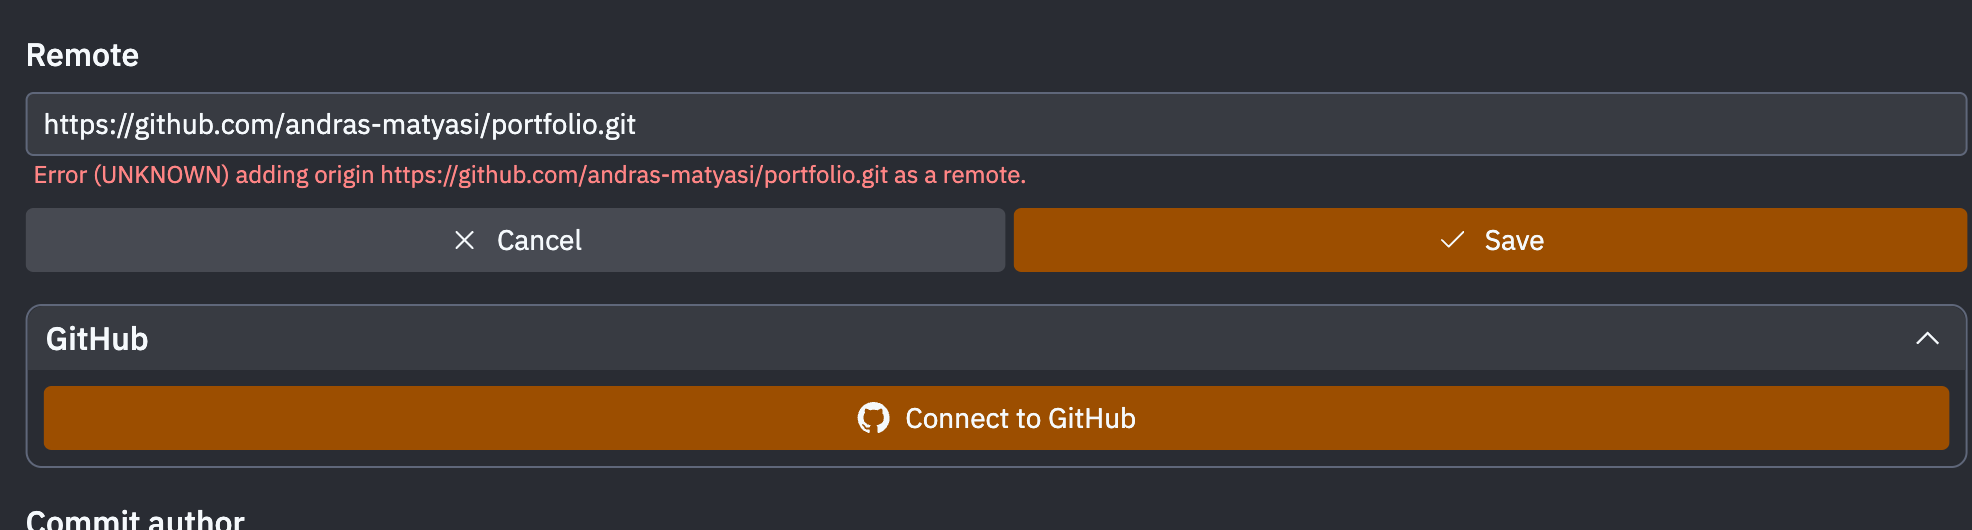 Remote
https://github.com/andras-matyasi/portfolio.git
Error (UNKNOWN) adding origin https://github.com/andras-matyasi/portfolio.git as a remote.
Cancel
Save
GitHub
Connect to GitHub
Commit author